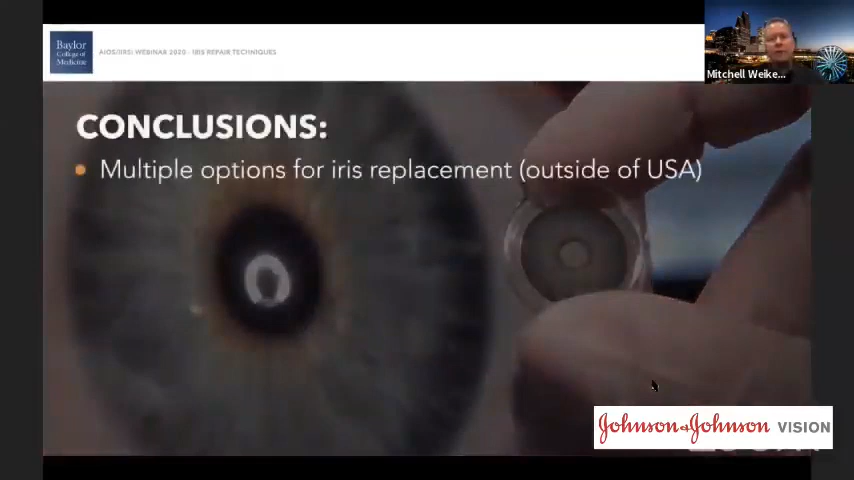 Baylor
College of
Medicine
AIOS/IIRSI WEBINAR 2020 - IRIS REPAIR TECHNIQUES
Mitchell Weike...
CONCLUSIONS:
• Multiple options for iris replacement (outside of USA)
Johnson & Johnson VISION